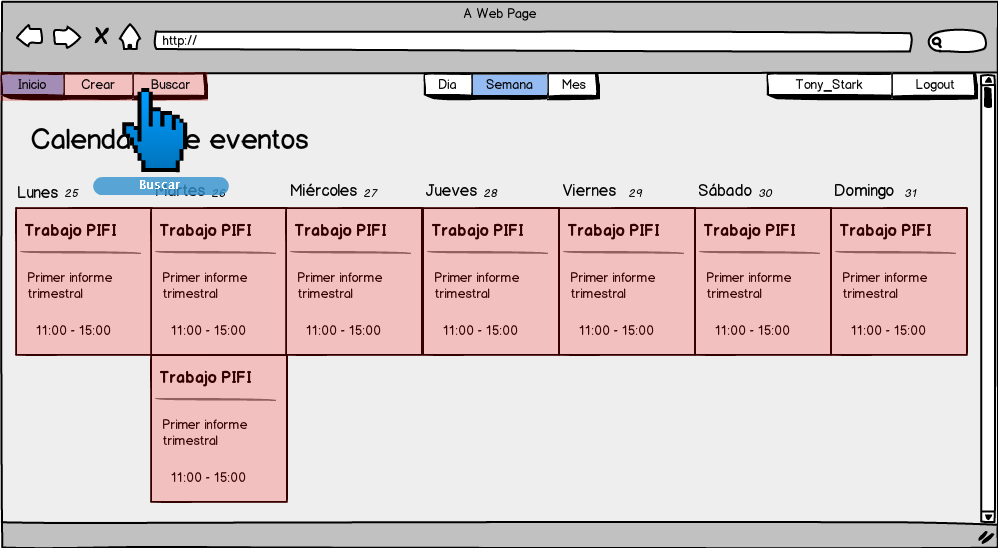 A Web Page
http://
Inicio Crear Buscar Dia Semana Mes Tony_Stark Logout
e eventos
Buscar
Lunes 25 Martes 26 Miércoles 27 Jueves 28 Viernes 29 Sábado 30 Domingo 31
Trabajo PIFI Trabajo PIFI Trabajo PIFI Trabajo PIFI Trabajo PIFI Trabajo PIFI Trabajo PIFI
Primer informe Primer informe Primer informe Primer informe Primer informe Primer informe Primer informe
trimestral trimestral trimestral trimestral trimestral trimestral trimestral
11:00 - 15:00 11:00 - 15:00 11:00 - 15:00 11:00 - 15:00 11:00 - 15:00 11:00 - 15:00 11:00 - 15:00
Trabajo PIFI
Primer informe
trimestral
11:00 - 15:00